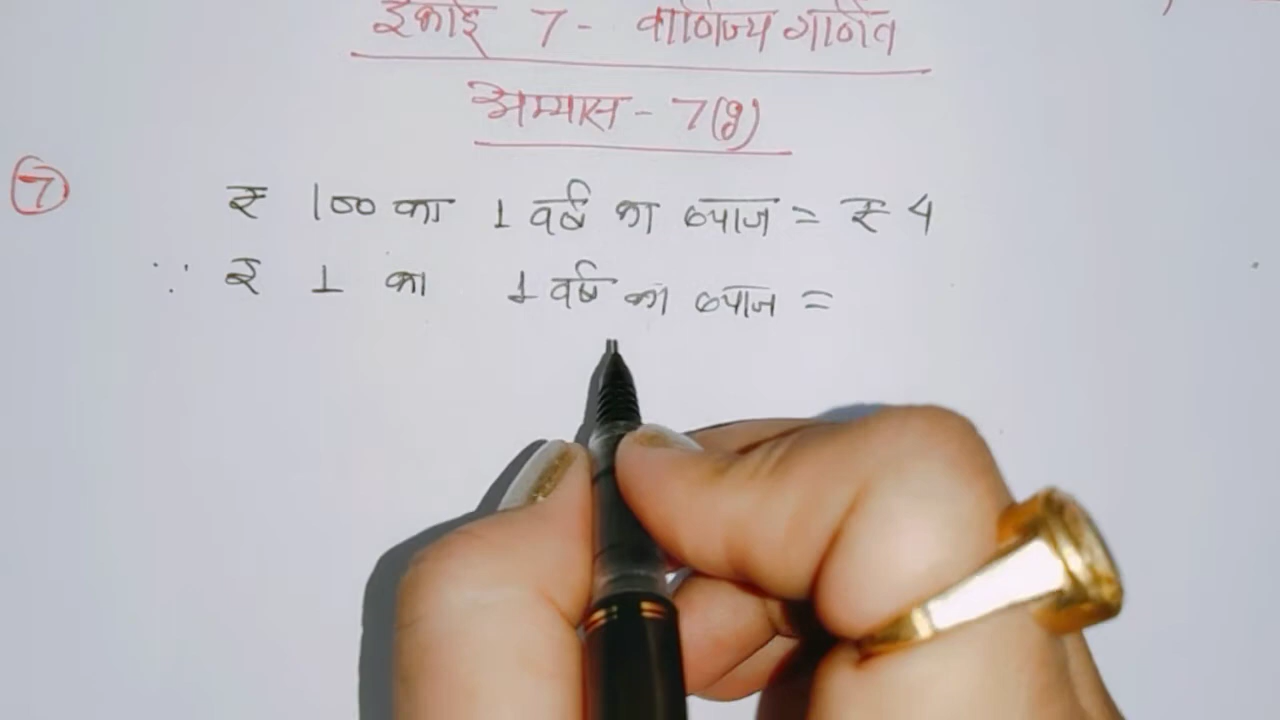 इकाई 7 - वाणिज्य गणित
अभ्यास - 7(g)
7 ₹ 100 का 1 वर्ष का ब्याज = ₹ 4
∵ ₹ 1 का 1 वर्ष का ब्याज =